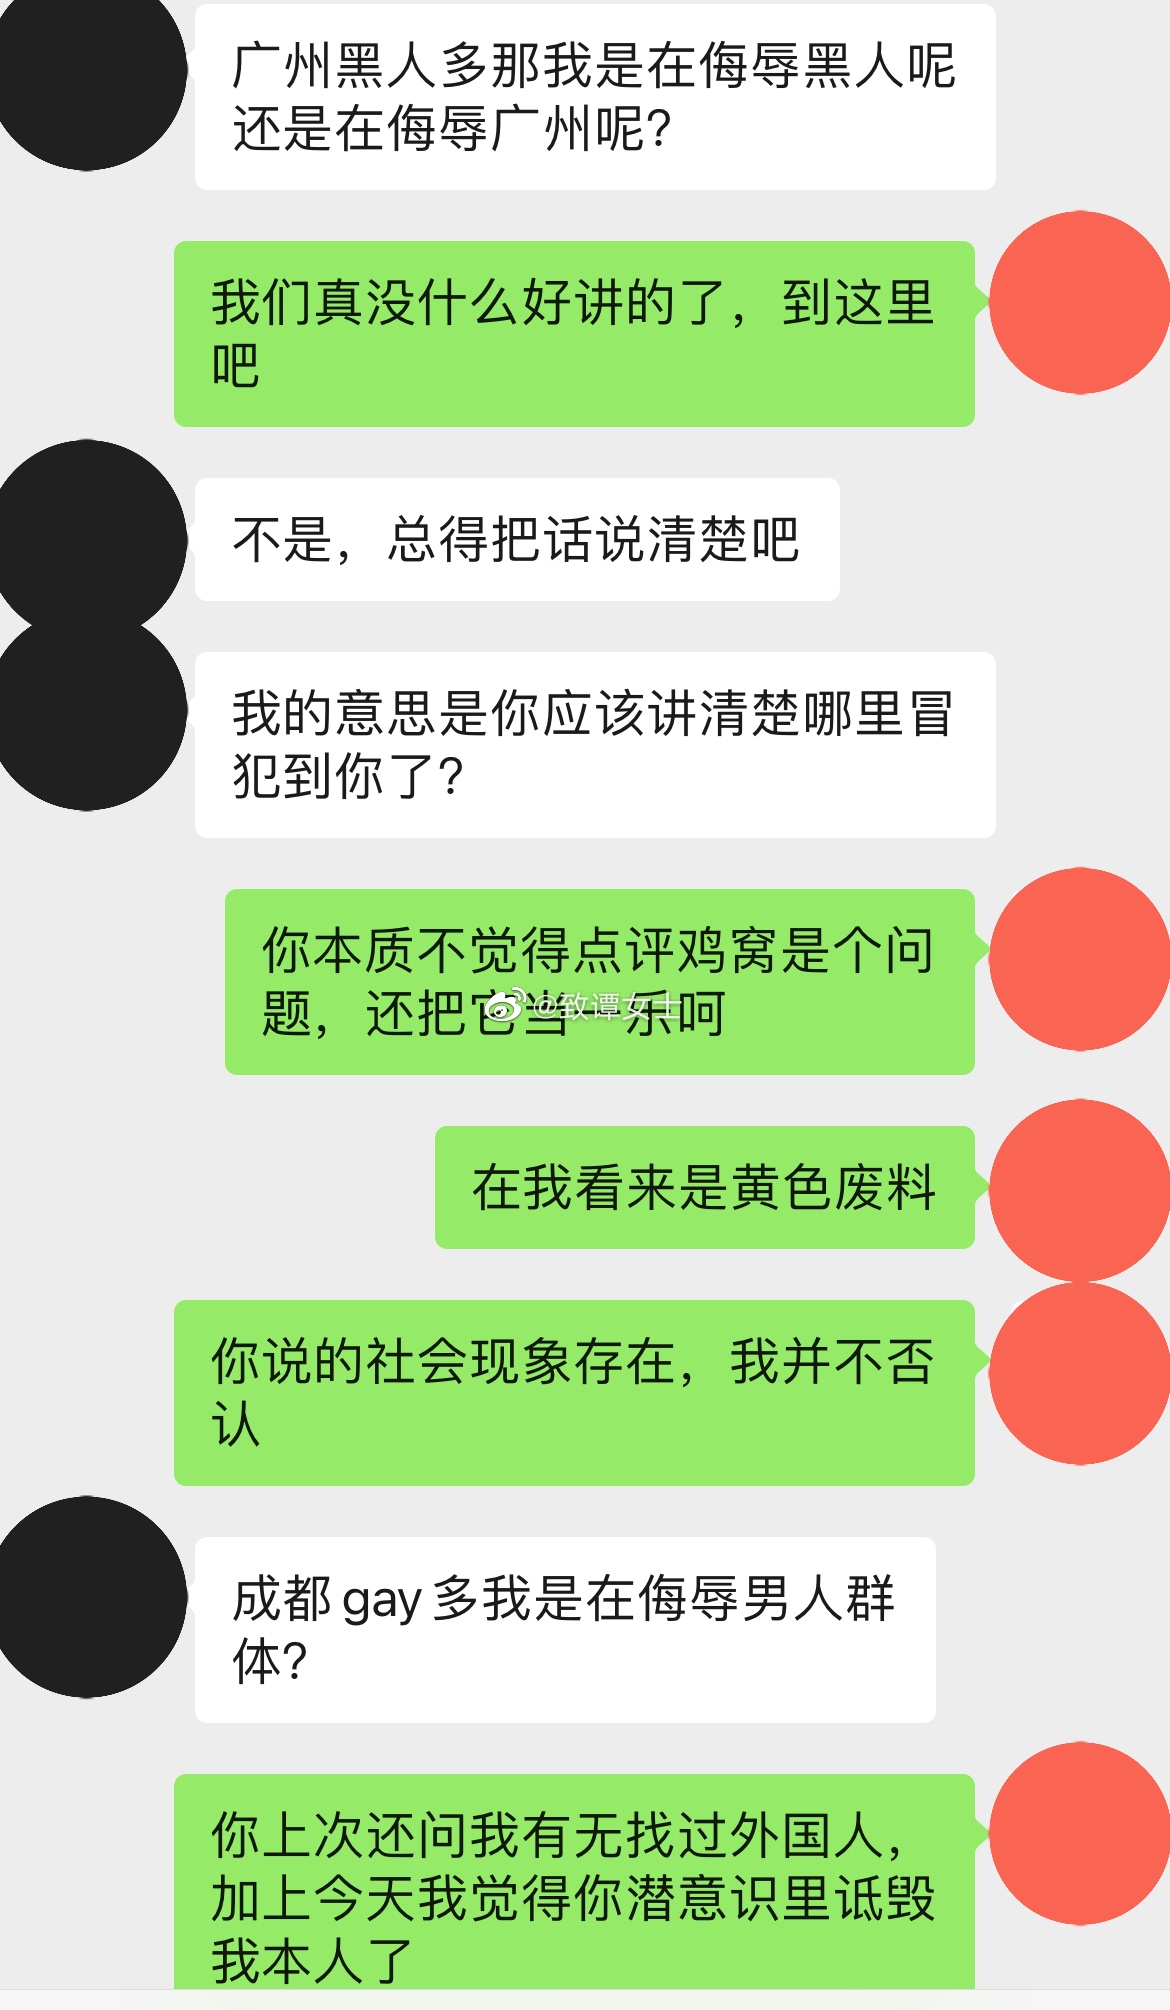 广州黑人多那我是在侮辱黑人呢
还是在侮辱广州呢?
我们真没什么好讲的了，到这里
吧
不是，总得把话说清楚吧
我的意思是你应该讲清楚哪里冒
犯到你了?
你本质不觉得点评鸡窝是个问
题，还把它当一乐呵
@致谭女士
在我看来是黄色废料
你说的社会现象存在，我并不否
认
成都 gay 多我是在侮辱男人群
体?
你上次还问我有无找过外国人，
加上今天我觉得你潜意识里诋毁
我本人了